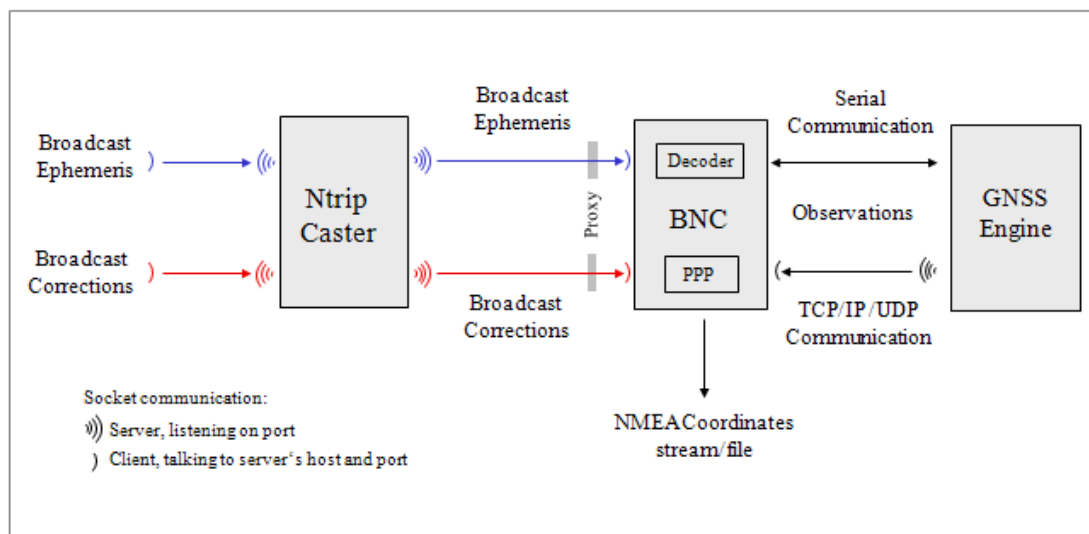 Broadcast
Ephemeris
Broadcast
Corrections
Ntrip
Caster
Broadcast
Ephemeris
Broadcast
Corrections
Proxy
Decoder
BNC
PPP
Serial
Communication
Observations
TCP/IP/UDP
Communication
GNSS
Engine
NMEA Coordinates
stream/file
Socket communication:
Server, listening on port
Client, talking to server‘s host and port